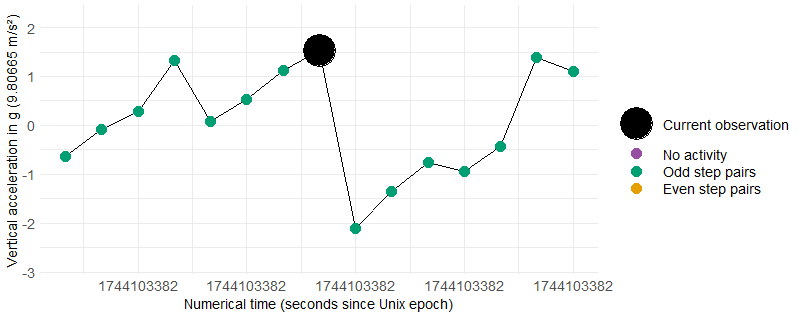 Vertical acceleration in g (9.80665 m/s²)
2
1
0
-1
-2
-3
1744103382 1744103382 1744103382 1744103382 1744103382
Numerical time (seconds since Unix epoch)
Current observation
No activity
Odd step pairs
Even step pairs